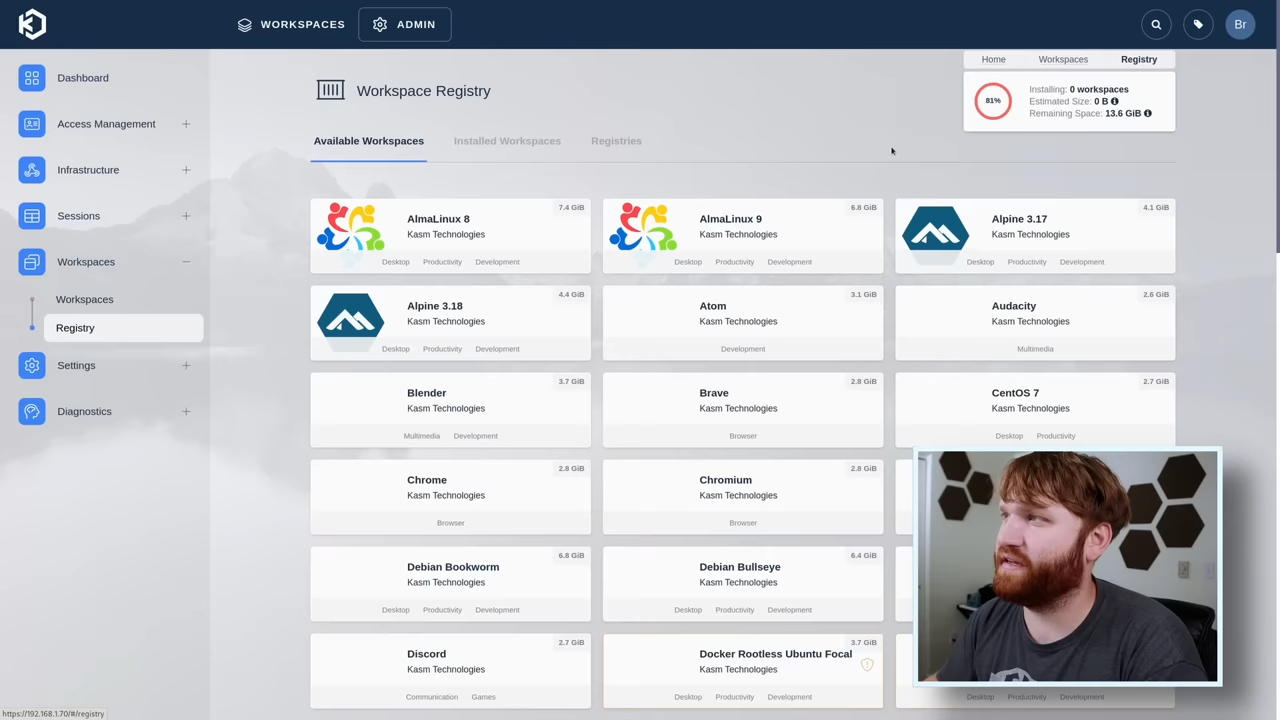 WORKSPACES
ADMIN
Br
Dashboard
Access Management
Infrastructure
Sessions
Workspaces
Workspaces
Registry
Settings
Diagnostics
Home Workspaces Registry
81%
Installing: 0 workspaces
Estimated Size: 0 B
Remaining Space: 13.6 GiB
Workspace Registry
Available Workspaces Installed Workspaces Registries
7.4 GiB
AlmaLinux 8
Kasm Technologies
Desktop Productivity Development
6.8 GiB
AlmaLinux 9
Kasm Technologies
Desktop Productivity Development
4.1 GiB
Alpine 3.17
Kasm Technologies
Desktop Productivity Development
4.4 GiB
Alpine 3.18
Kasm Technologies
Desktop Productivity Development
3.1 GiB
Atom
Kasm Technologies
Development
2.6 GiB
Audacity
Kasm Technologies
Multimedia
3.7 GiB
Blender
Kasm Technologies
Multimedia Development
2.8 GiB
Brave
Kasm Technologies
Browser
2.7 GiB
CentOS 7
Kasm Technologies
Desktop Productivity
2.8 GiB
Chrome
Kasm Technologies
Browser
2.8 GiB
Chromium
Kasm Technologies
Browser
6.8 GiB
Debian Bookworm
Kasm Technologies
Desktop Productivity Development
6.4 GiB
Debian Bullseye
Kasm Technologies
Desktop Productivity Development
2.7 GiB
Discord
Kasm Technologies
Communication Games
3.7 GiB
Docker Rootless Ubuntu Focal
Kasm Technologies
Desktop Productivity Development
Desktop Productivity Development
https://192.168.1.70/#/registry